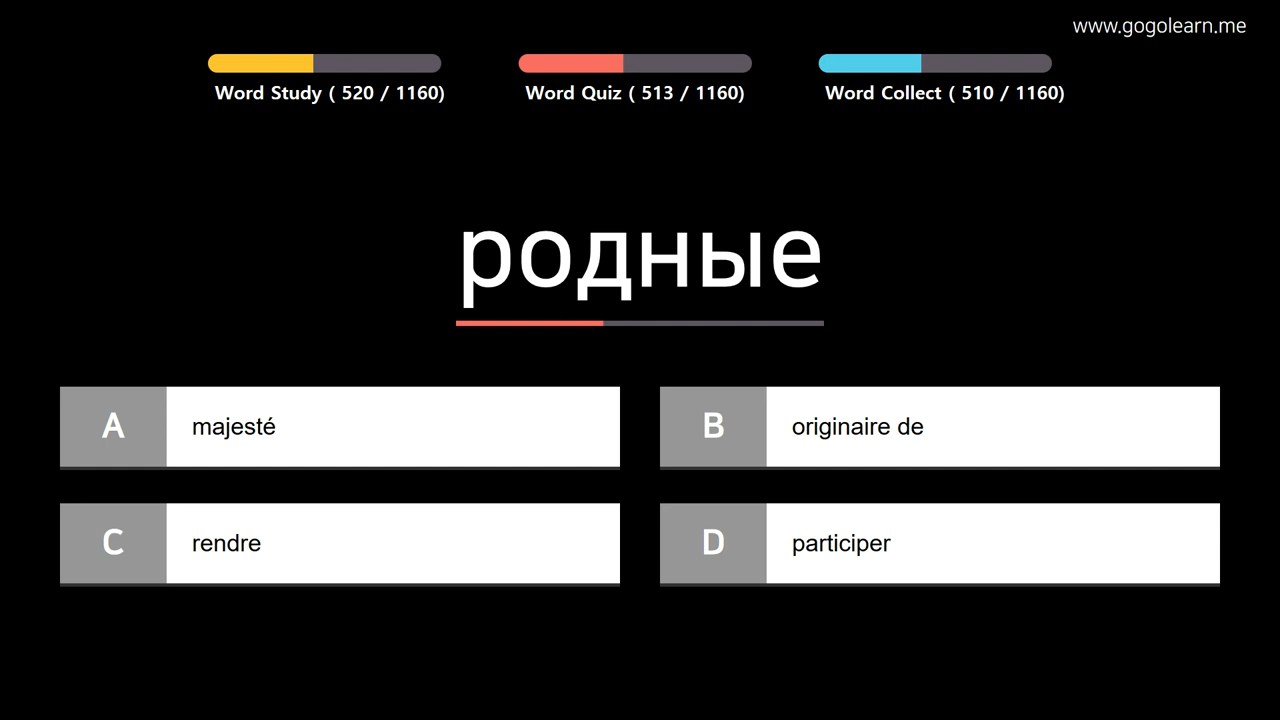 www.gogolearn.me
Word Study ( 520 / 1160)
Word Quiz ( 513 / 1160)
Word Collect ( 510 / 1160)
родные
A majesté
B originaire de
C rendre
D participer